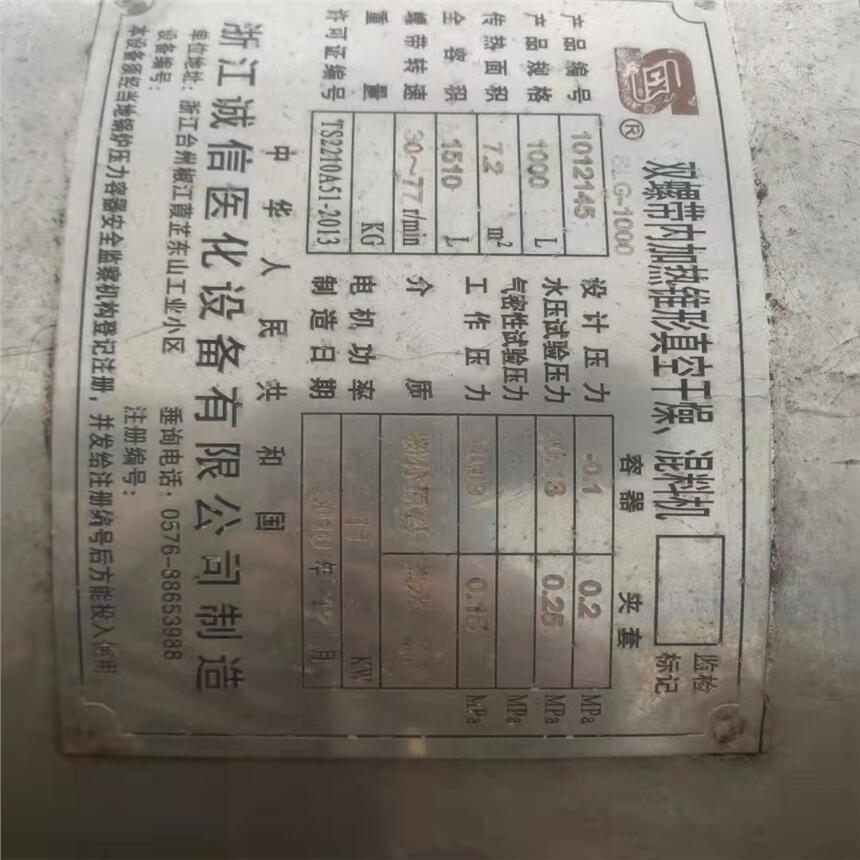 双螺带内加热锥形真空干燥、混料机
SLG-1000
监检标记
容器 夹套
产品编号 1012145 设计压力 -0.1 0.2 MPa
产品规格 1000 L 水压试验压力 0.25 MPa
传热面积 7.2 m² 气密性试验压力 MPa
全容积 1510 L 工作压力 MPa
螺带转速 30~77 r/min 介质
重量 KG 电机功率 11 KW
许可证编号 TS2210A51-2013 制造日期 年 12 月
中华人民共和国
浙江诚信医化设备有限公司制造
单位地址：浙江台州椒江葭芷东山工业小区 垂询电话：0576-88653988
设备编号： 注册编号：
本设备须经当地锅炉压力容器安全监察机构登记注册，并发给注册编号后方能投入使用